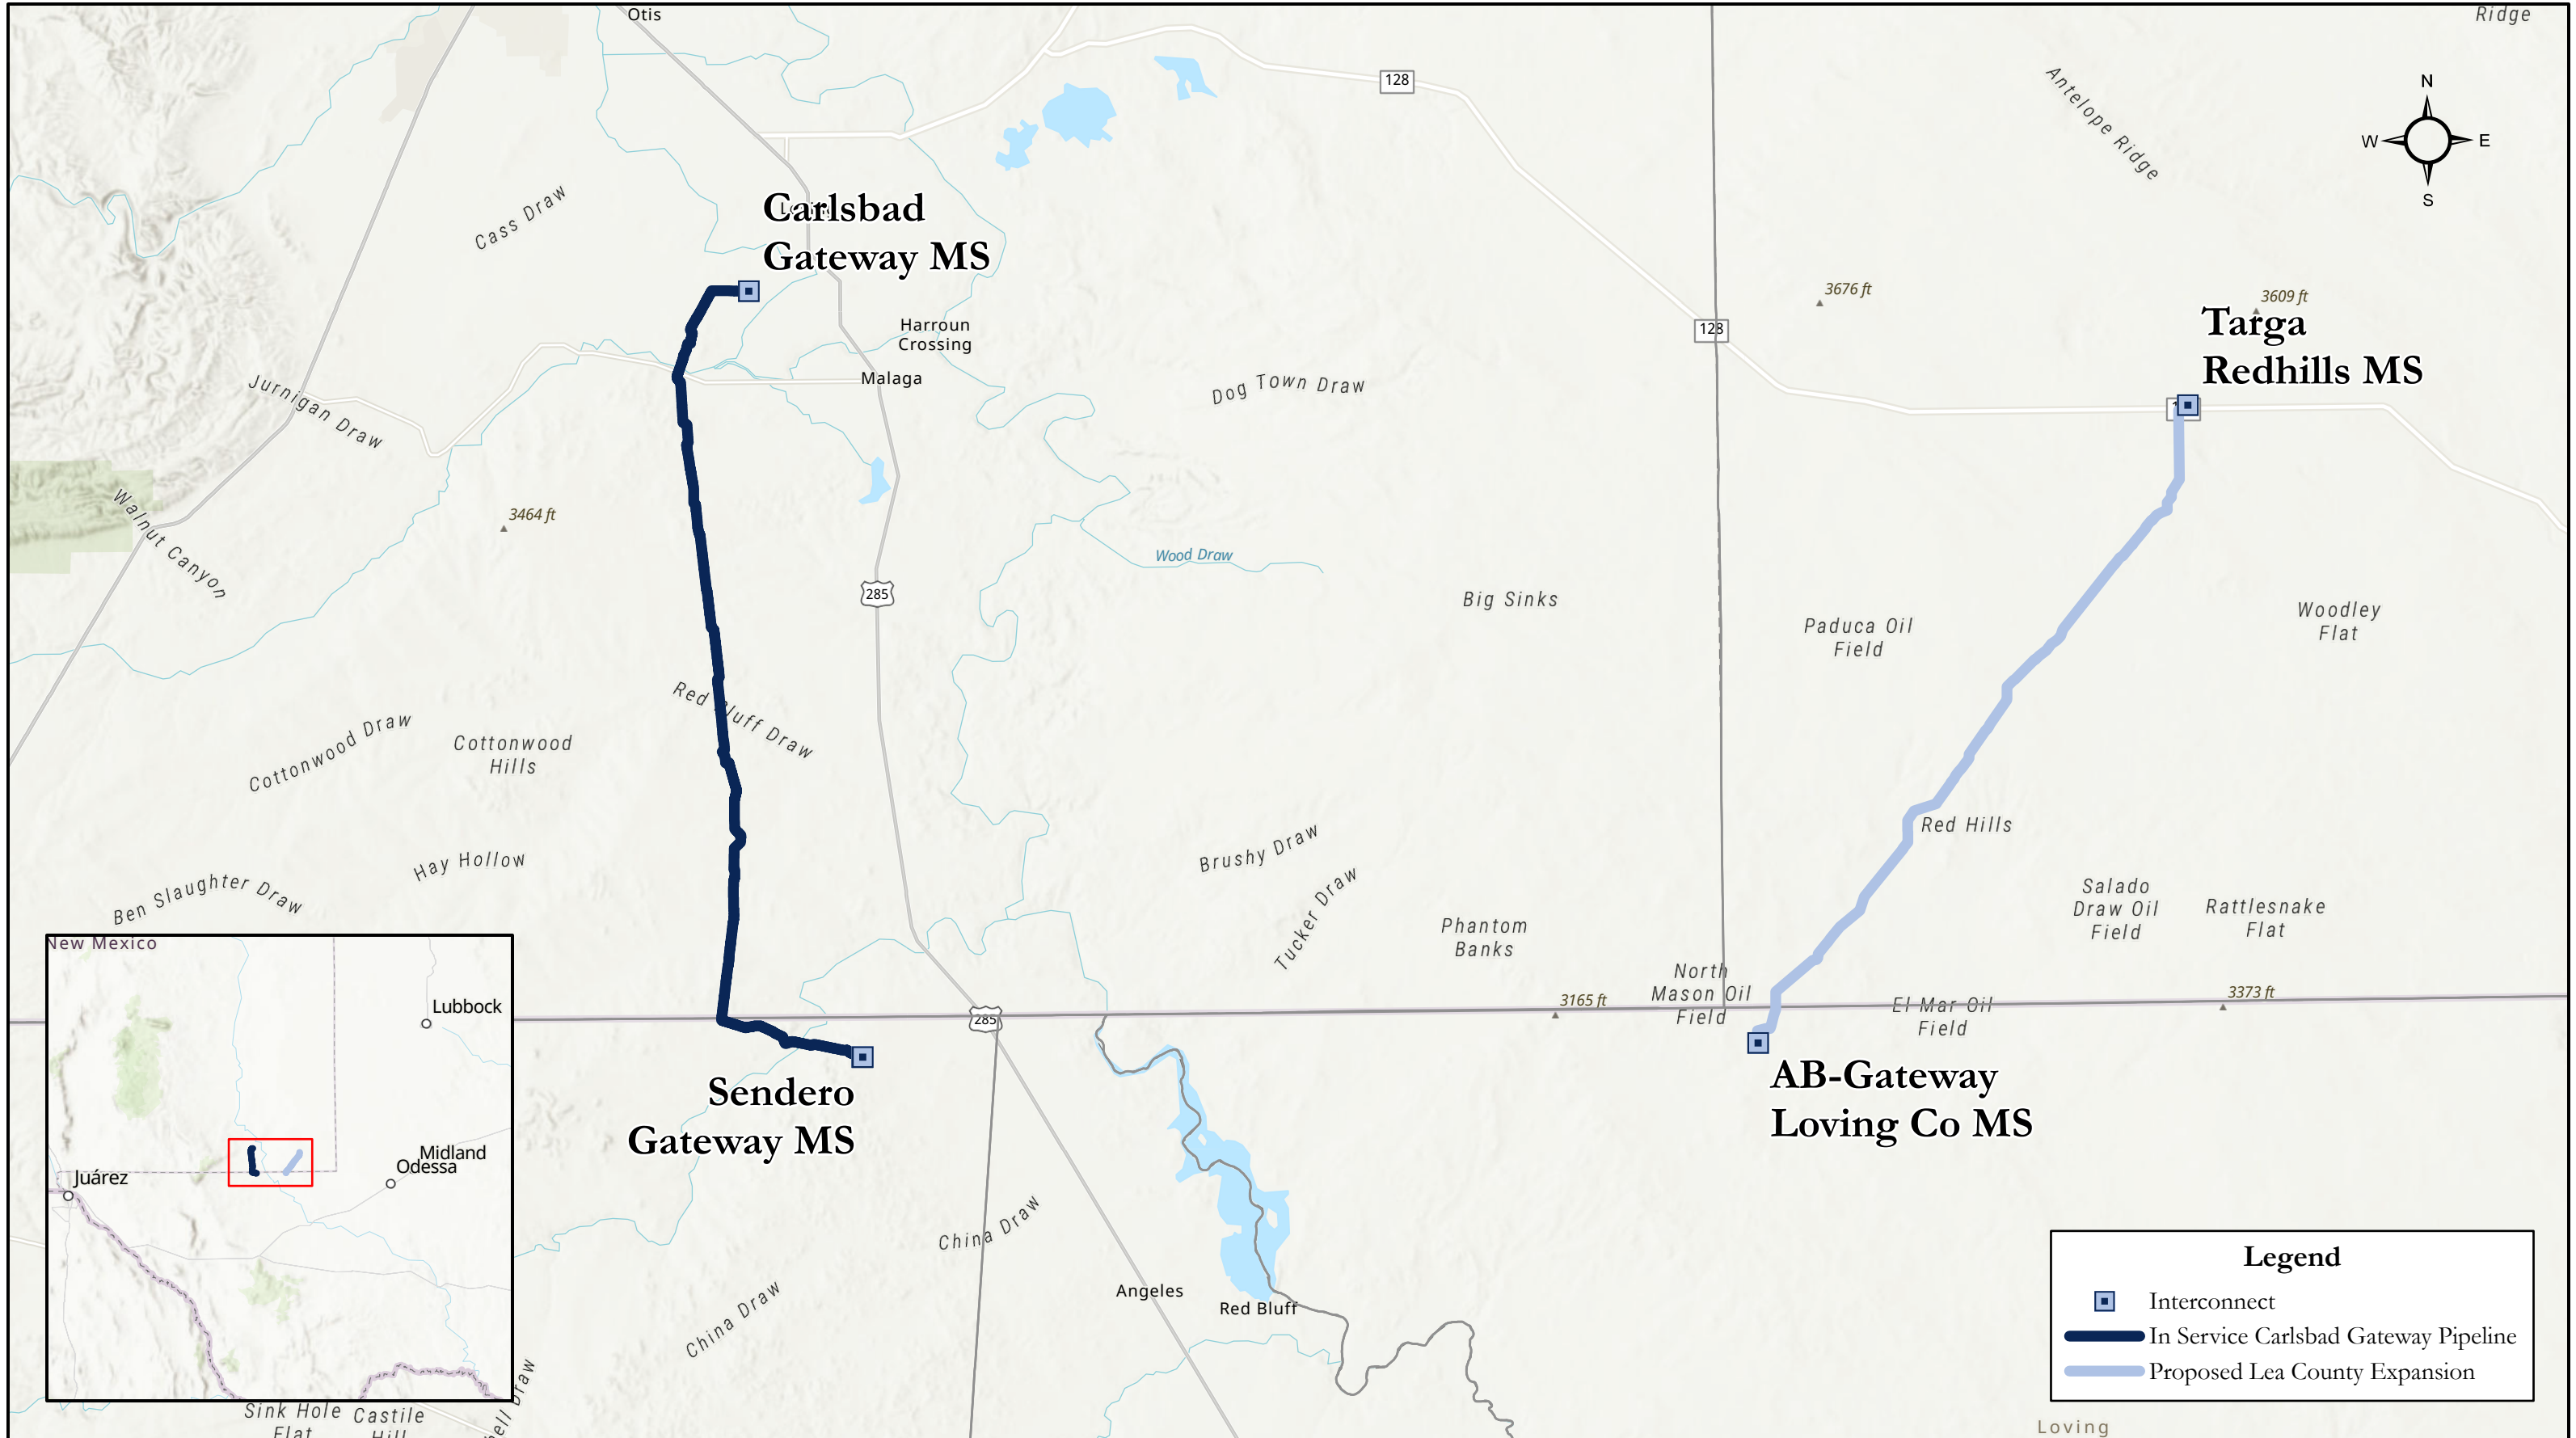 Otis
Ridge
128
Antelope Ridge
N
W
E
S
Cass Draw
Carlsbad
Gateway MS
3676 ft
3609 ft
Targa
Redhills MS
Harroun
Crossing
128
Malaga
Jurnigan Draw
Dog Town Draw
Walnut Canyon
3464 ft
Wood Draw
285
Big Sinks
Paduca Oil
Field
Woodley
Flat
Red Bluff Draw
Cottonwood Draw
Cottonwood
Hills
Red Hills
Brushy Draw
Hay Hollow
Ben Slaughter Draw
Tucker Draw
Phantom
Banks
Salado
Draw Oil
Field
Rattlesnake
Flat
North
Mason Oil
Field
3165 ft
El Mar Oil
Field
3373 ft
285
Sendero
Gateway MS
AB-Gateway
Loving Co MS
New Mexico
Lubbock
Midland
Odessa
Juárez
China Draw
China Draw
Angeles
Red Bluff
Draw
Sink Hole
Flat
Castile
Hill
Legend
Interconnect
In Service Carlsbad Gateway Pipeline
Proposed Lea County Expansion
Loving